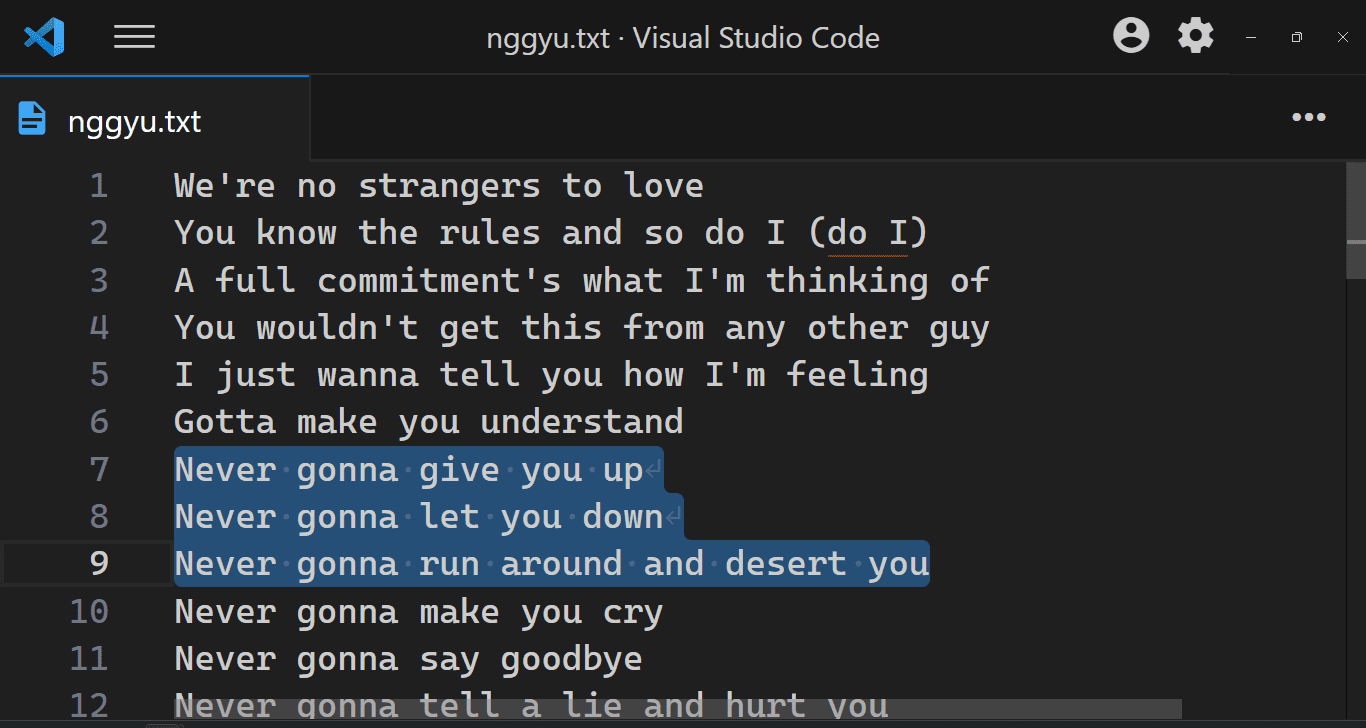 nggyu.txt · Visual Studio Code
nggyu.txt
1 We're no strangers to love
2 You know the rules and so do I (do I)
3 A full commitment's what I'm thinking of
4 You wouldn't get this from any other guy
5 I just wanna tell you how I'm feeling
6 Gotta make you understand
7 Never gonna give you up
8 Never gonna let you down
9 Never gonna run around and desert you
10 Never gonna make you cry
11 Never gonna say goodbye
12 Never gonna tell a lie and hurt you